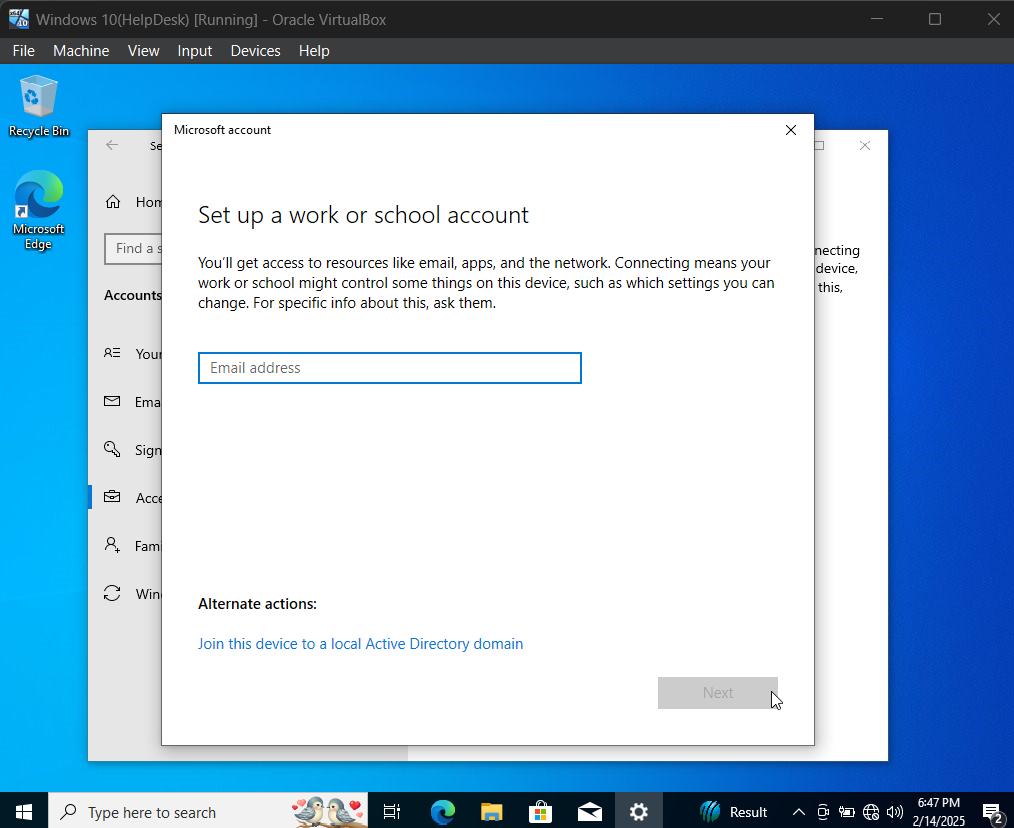 Windows 10(HelpDesk) [Running] - Oracle VirtualBox
File Machine View Input Devices Help
Recycle Bin
Microsoft
Edge
Microsoft account
Set up a work or school account
You'll get access to resources like email, apps, and the network. Connecting means your
work or school might control some things on this device, such as which settings you can
change. For specific info about this, ask them.
Email address
Alternate actions:
Join this device to a local Active Directory domain
Next
Se
Hom
Find a s
Accounts
Your
Ema
Sign
Acce
Fami
Wind
necting
device,
this,
Type here to search
Result
6:47 PM
2/14/2025
2